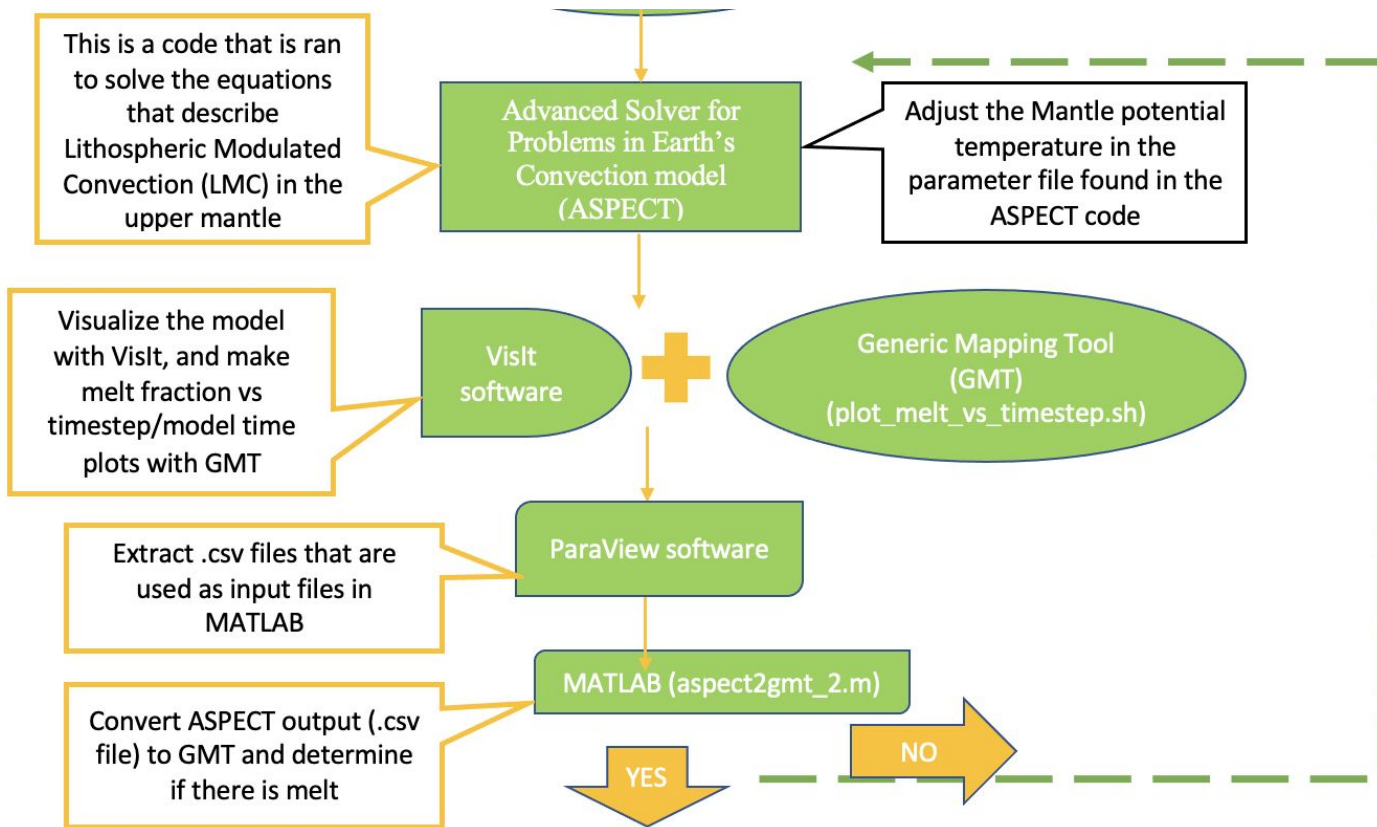 This is a code that is ran
to solve the equations
that describe
Lithospheric Modulated
Convection (LMC) in the
upper mantle
Advanced Solver for
Problems in Earth’s
Convection model
(ASPECT)
Adjust the Mantle potential
temperature in the
parameter file found in the
ASPECT code
Visualize the model
with VisIt, and make
melt fraction vs
timestep/model time
plots with GMT
VisIt
software
Generic Mapping Tool
(GMT)
(plot_melt_vs_timestep.sh)
Extract .csv files that are
used as input files in
MATLAB
ParaView software
MATLAB (aspect2gmt_2.m)
Convert ASPECT output (.csv
file) to GMT and determine
if there is melt
YES
NO